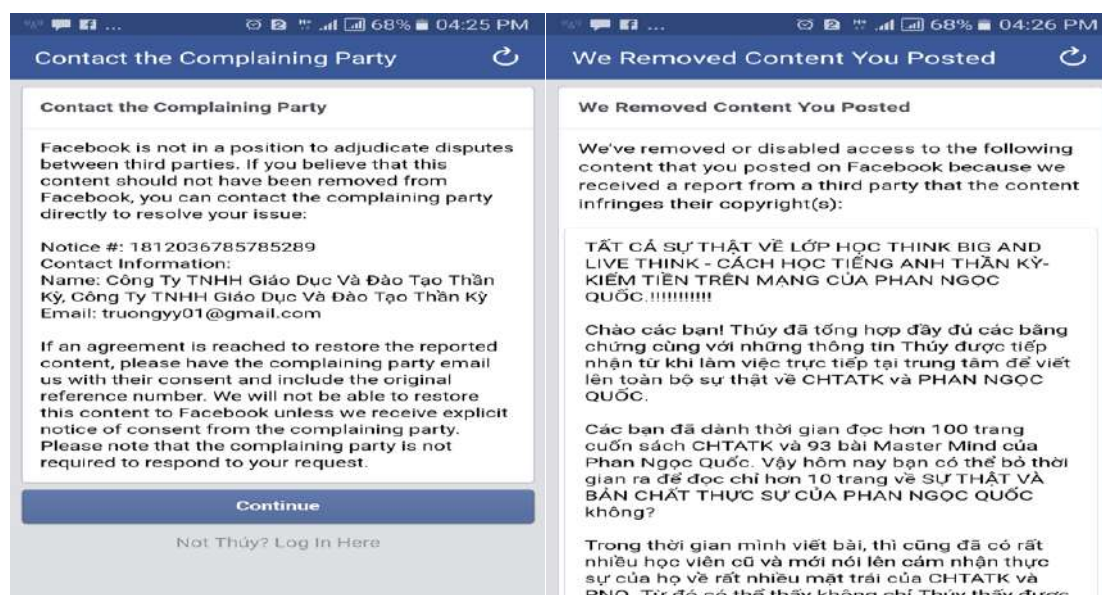 68% 04:25 PM
Contact the Complaining Party
Contact the Complaining Party
Facebook is not in a position to adjudicate disputes
between third parties. If you believe that this
content should not have been removed from
Facebook, you can contact the complaining party
directly to resolve your issue:
Notice #: 1812036785785289
Contact Information:
Name: Công Ty TNHH Giáo Dục Và Đào Tạo Thần
Kỳ, Công Ty TNHH Giáo Dục Và Đào Tạo Thần Kỳ
Email: truongyy01@gmail.com
If an agreement is reached to restore the reported
content, please have the complaining party email
us with their consent and include the original
reference number. We will not be able to restore
this content to Facebook unless we receive explicit
notice of consent from the complaining party.
Please note that the complaining party is not
required to respond to your request.
Continue
Not Thúy? Log In Here
68% 04:26 PM
We Removed Content You Posted
We Removed Content You Posted
We've removed or disabled access to the following
content that you posted on Facebook because we
received a report from a third party that the content
infringes their copyright(s):
TẤT CẢ SỰ THẬT VỀ LỚP HỌC THINK BIG AND
LIVE THINK - CÁCH HỌC TIẾNG ANH THẦN KỲ-
KIẾM TIỀN TRÊN MẠNG CỦA PHAN NGỌC
QUỐC.!!!!!!!!!!!
Chào các bạn! Thúy đã tổng hợp đầy đủ các bằng
chứng cùng với những thông tin Thúy được tiếp
nhận từ khi làm việc trực tiếp tại trung tâm để viết
lên toàn bộ sự thật về CHTATK và PHAN NGỌC
QUỐC.
Các bạn đã dành thời gian đọc hơn 100 trang
cuốn sách CHTATK và 93 bài Master Mind của
Phan Ngọc Quốc. Vậy hôm nay bạn có thể bỏ thời
gian ra để đọc chỉ hơn 10 trang về SỰ THẬT VÀ
BẢN CHẤT THỰC SỰ CỦA PHAN NGỌC QUỐC
không?
Trong thời gian mình viết bài, thì cũng đã có rất
nhiều học viên cũ và mới nói lên cảm nhận thực
sự của họ về rất nhiều mặt trái của CHTATK và
PNQ. Từ đó có thể thấy không chỉ Thúy thấy được